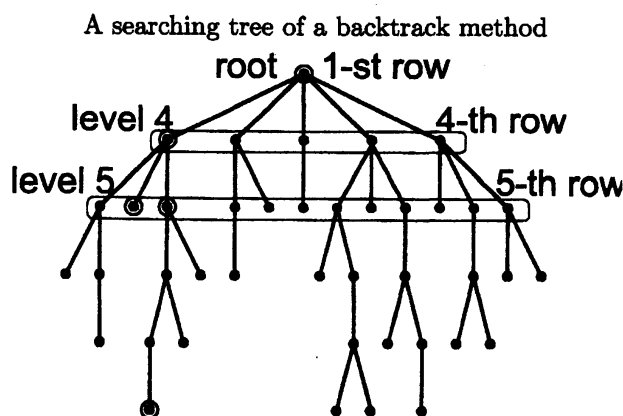 A searching tree of a backtrack method
root 1-st row
level 4 4-th row
level 5 5-th row